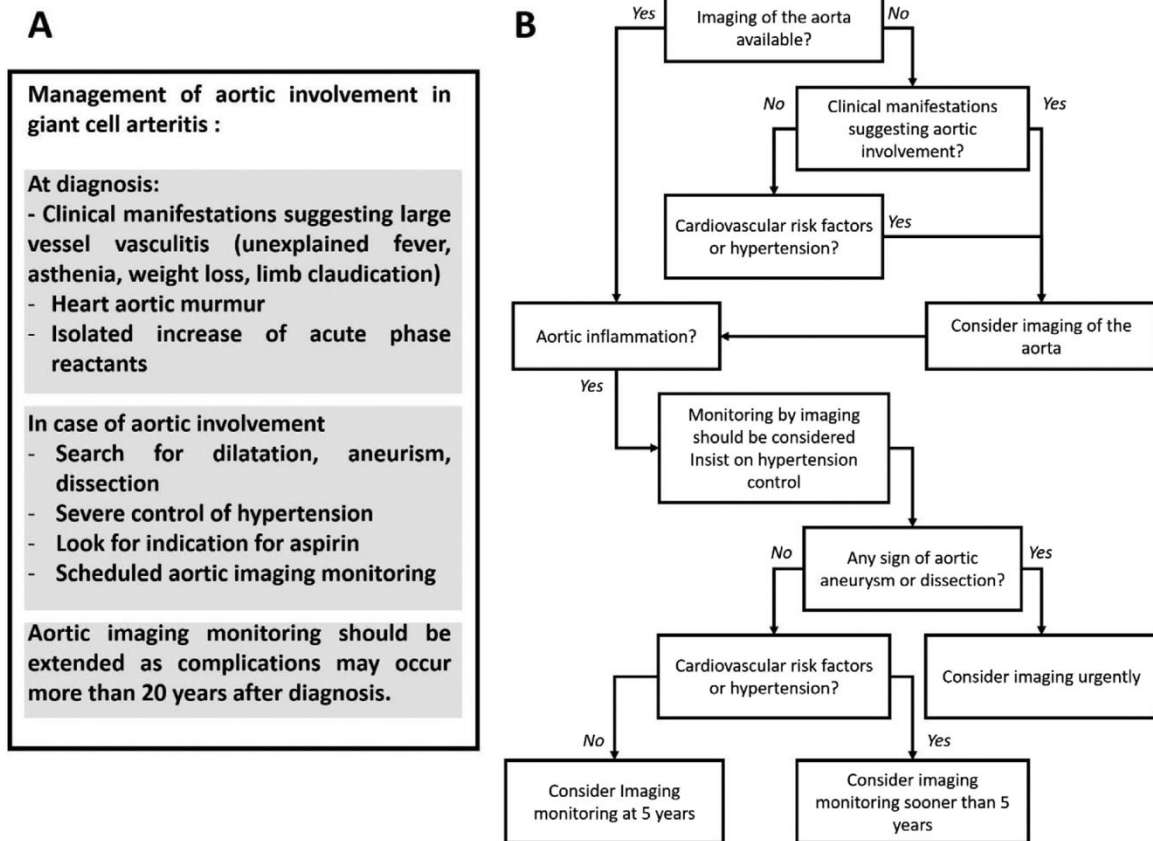 A
Management of aortic involvement in
giant cell arteritis :
At diagnosis:
- Clinical manifestations suggesting large
vessel vasculitis (unexplained fever,
asthenia, weight loss, limb claudication)
- Heart aortic murmur
- Isolated increase of acute phase
reactants
In case of aortic involvement
- Search for dilatation, aneurism,
dissection
- Severe control of hypertension
- Look for indication for aspirin
- Scheduled aortic imaging monitoring
Aortic imaging monitoring should be
extended as complications may occur
more than 20 years after diagnosis.
B
Yes
Imaging of the aorta
available?
No
No
Clinical manifestations
suggesting aortic
involvement?
Yes
Cardiovascular risk factors
or hypertension?
Yes
Aortic inflammation?
Consider imaging of the
aorta
Yes
Monitoring by imaging
should be considered
Insist on hypertension
control
No
Any sign of aortic
aneurysm or dissection?
Yes
Cardiovascular risk factors
or hypertension?
Consider imaging urgently
No
Yes
Consider Imaging
monitoring at 5 years
Consider imaging
monitoring sooner than 5
years